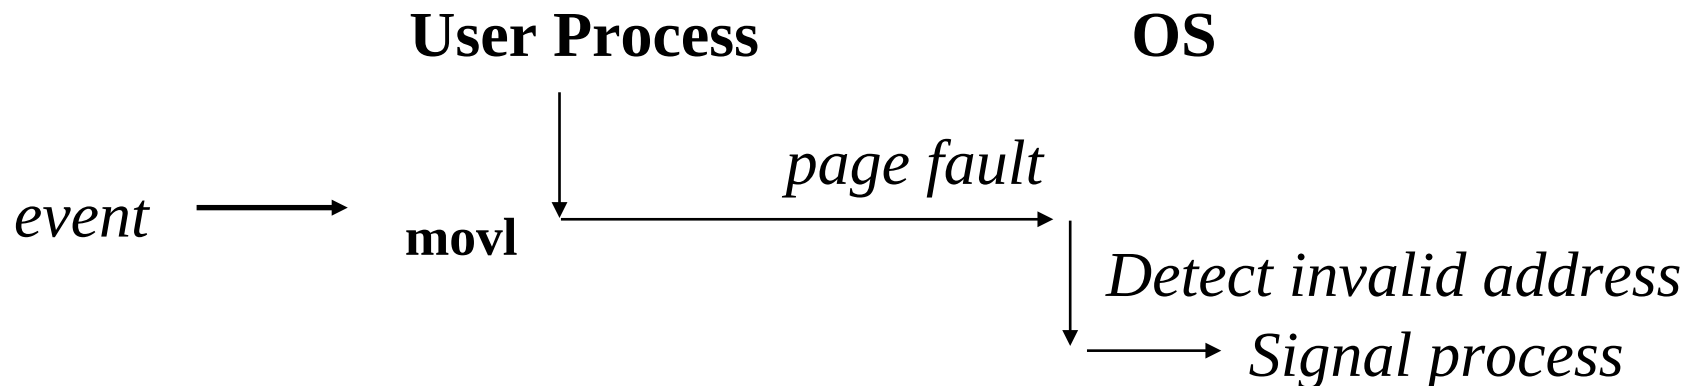 User Process OS
page fault
event
movl
Detect invalid address
Signal process